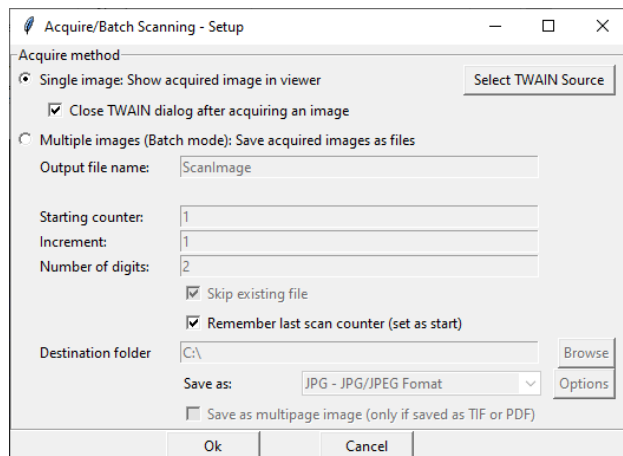 Acquire/Batch Scanning - Setup
Acquire method
Single image: Show acquired image in viewer
Select TWAIN Source
Close TWAIN dialog after acquiring an image
Multiple images (Batch mode): Save acquired images as files
Output file name: ScanImage
Starting counter: 1
Increment: 1
Number of digits: 2
Skip existing file
Remember last scan counter (set as start)
Destination folder C:\ Browse
Save as: JPG - JPG/JPEG Fomat Options
Save as multipage image (only if saved as TIF or PDF)
Ok Cancel